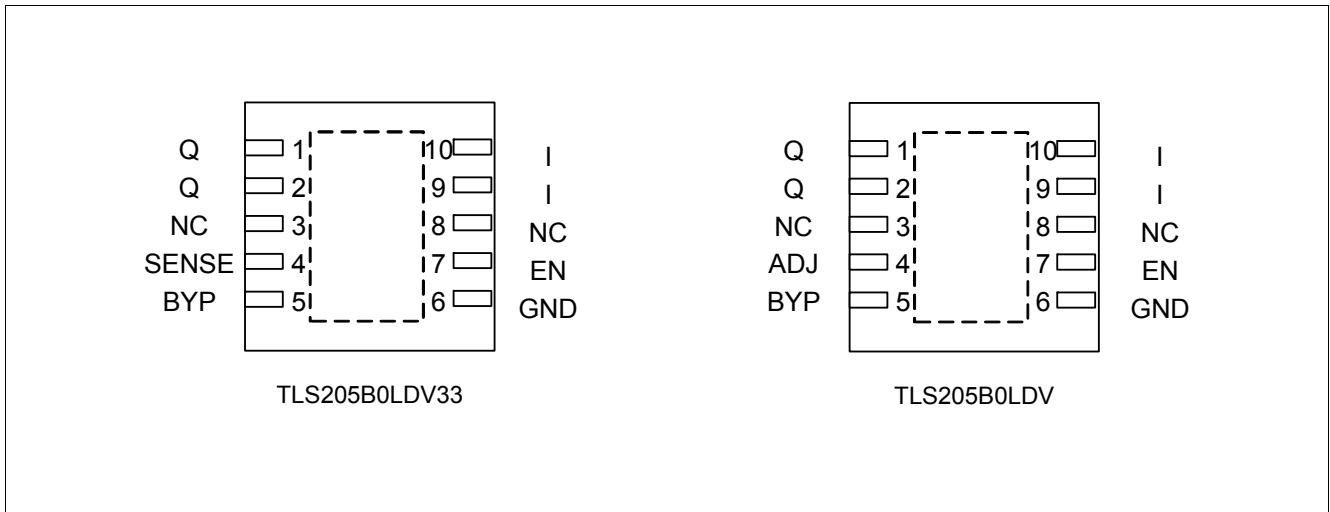 Q 1 10 I
Q 2 9 I
NC 3 8 NC
SENSE 4 7 EN
BYP 5 6 GND
TLS205B0LDV33
Q 1 10 I
Q 2 9 I
NC 3 8 NC
ADJ 4 7 EN
BYP 5 6 GND
TLS205B0LDV